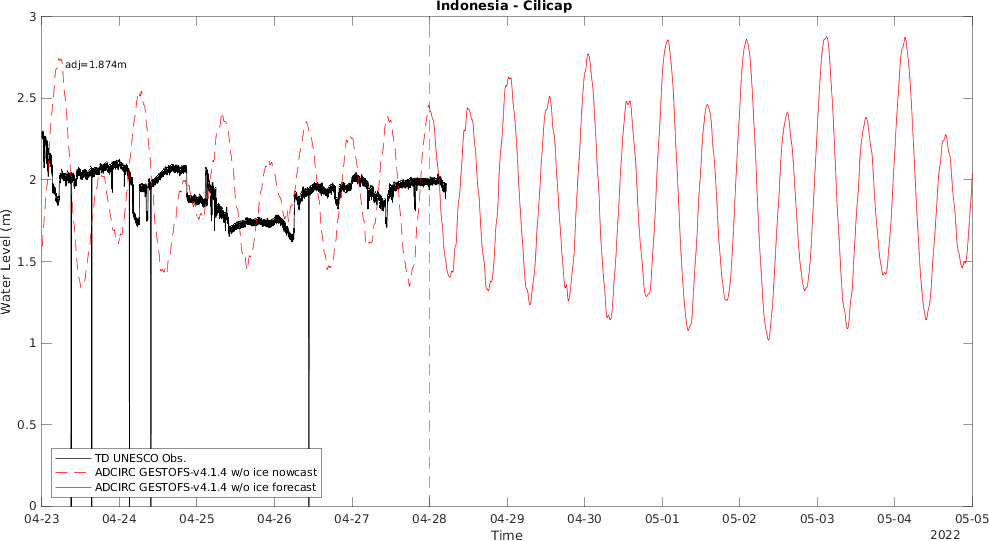 Indonesia - Cilicap
adj=1.874m
3
2.5
2
1.5
1
0.5
0
Water Level (m)
TD UNESCO Obs.
ADCIRC GESTOFS-v4.1.4 w/o ice nowcast
ADCIRC GESTOFS-v4.1.4 w/o ice forecast
04-23 04-24 04-25 04-26 04-27 04-28 04-29 04-30 05-01 05-02 05-03 05-04 05-05
Time
2022